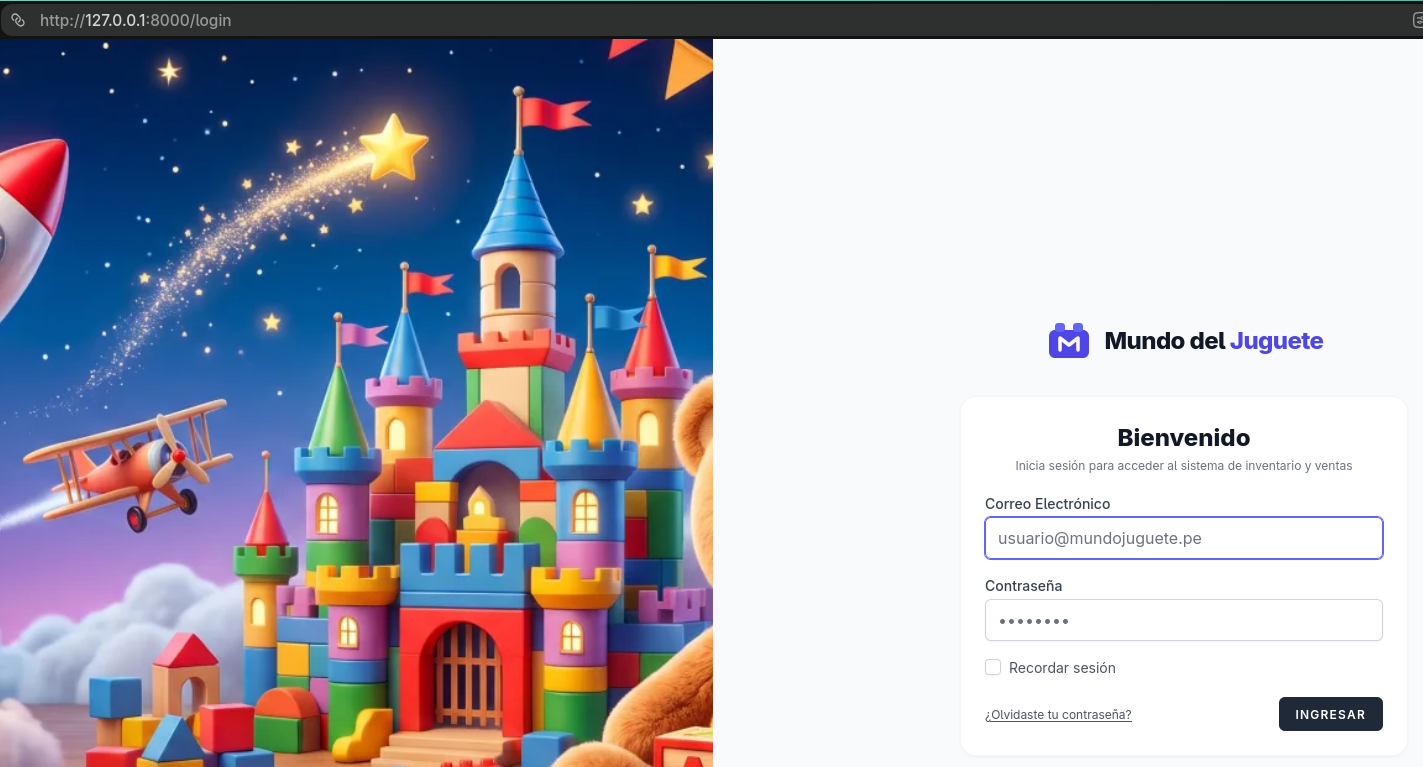 http://127.0.0.1:8000/login
Mundo del Juguete
Bienvenido
Inicia sesión para acceder al sistema de inventario y ventas
Correo Electrónico
usuario@mundojuguete.pe
Contraseña
••••••••
Recordar sesión
¿Olvidaste tu contraseña?
INGRESAR